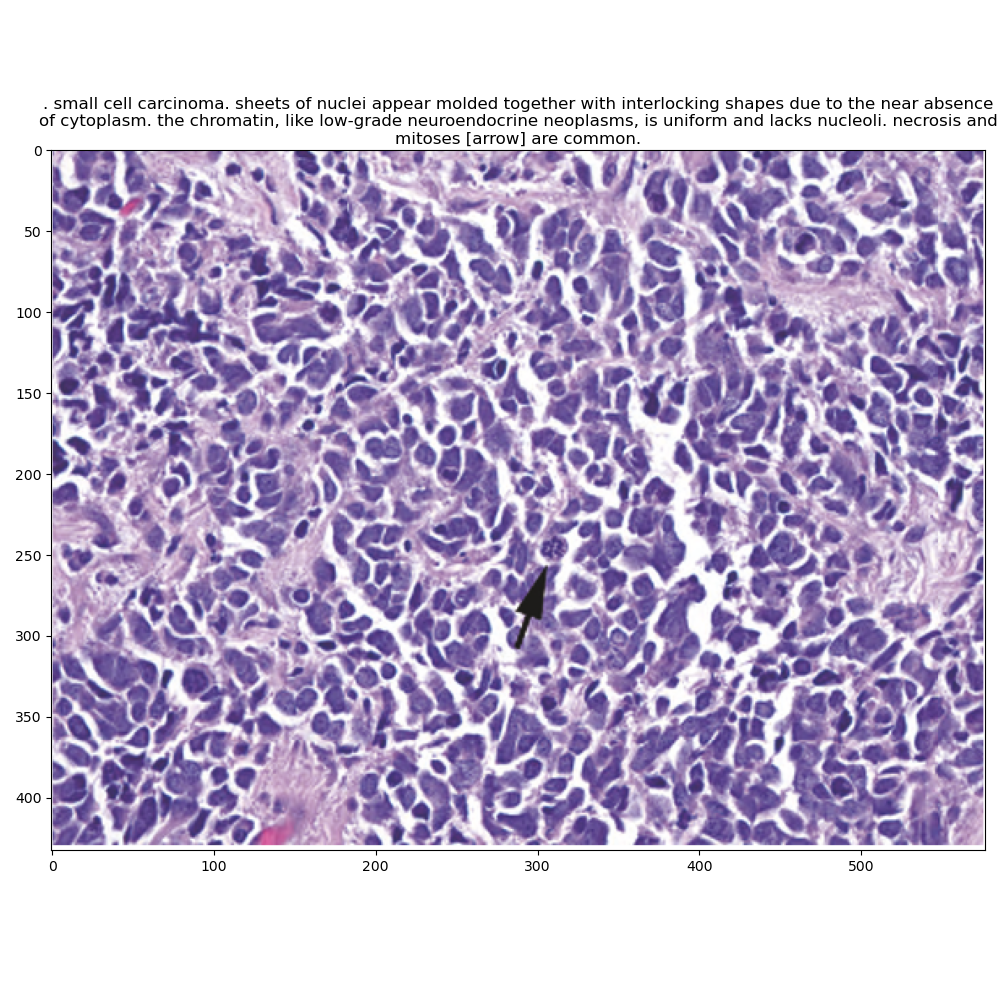 . small cell carcinoma. sheets of nuclei appear molded together with interlocking shapes due to the near absence
of cytoplasm. the chromatin, like low-grade neuroendocrine neoplasms, is uniform and lacks nucleoli. necrosis and
mitoses [arrow] are common.
0
50
100
150
200
250
300
350
400
0 100 200 300 400 500